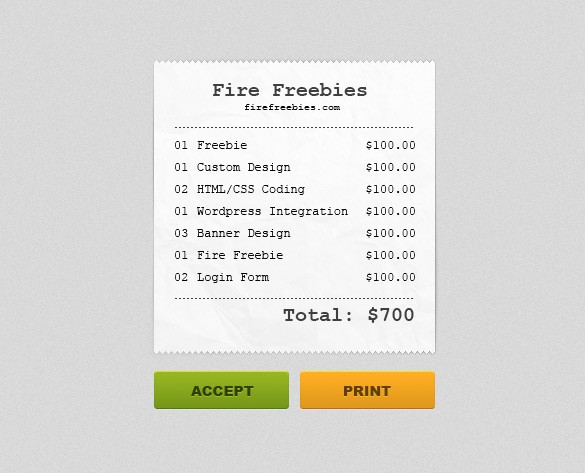 Fire Freebies
firefreebies.com
01 Freebie $100.00
01 Custom Design $100.00
02 HTML/CSS Coding $100.00
01 Wordpress Integration $100.00
03 Banner Design $100.00
01 Fire Freebie $100.00
02 Login Form $100.00
Total: $700
ACCEPT PRINT